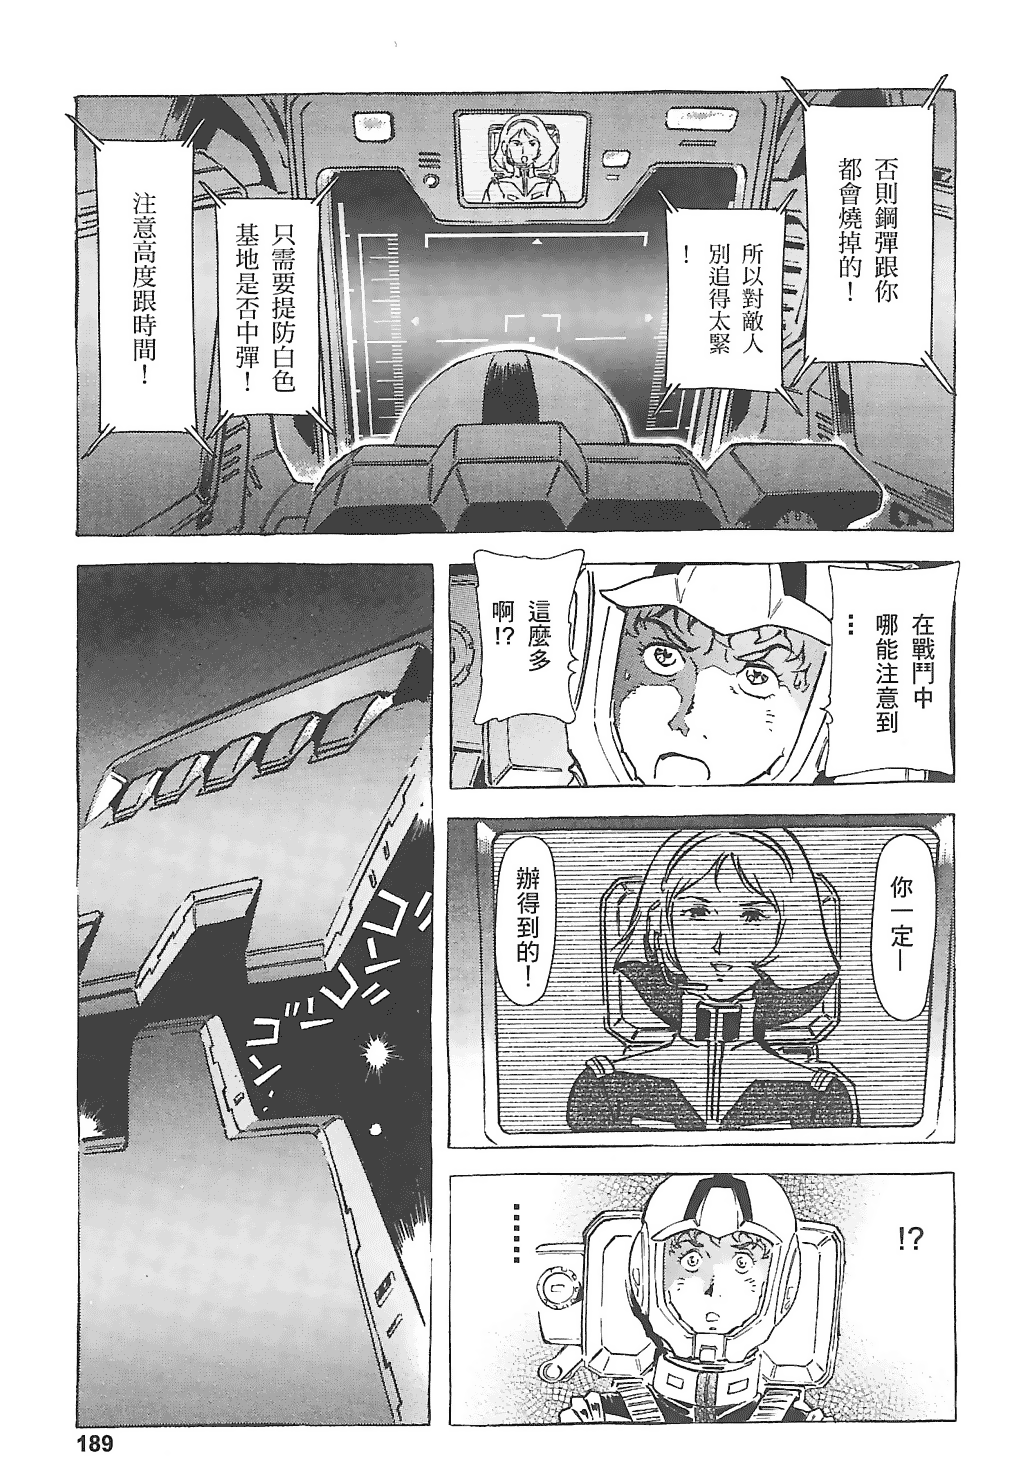 否則鋼彈跟你
都會燒掉的！
所以對敵人
別追得太緊
！
只需要提防白色
基地是否中彈！
注意高度跟時間！
在戰鬥中
哪能注意到
…
這麼多
啊!?
你一定—
辦得到的！
!?
……
ゴンゴンゴンゴン
189